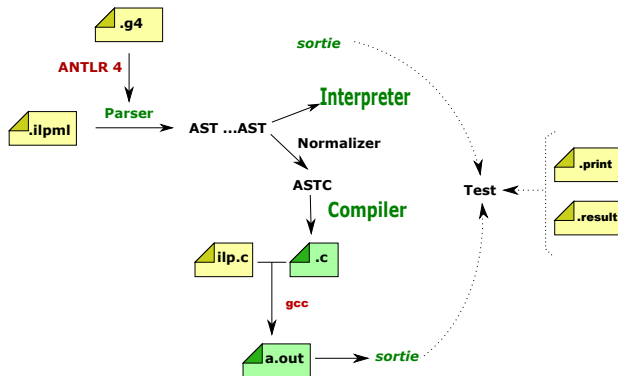 .g4
sortie
ANTLR 4
Interpreter
Parser
.ilpml
AST ...AST
Normalizer
.print
ASTC
Test
Compiler
.result
ilp.c
.c
gcc
a.out
sortie